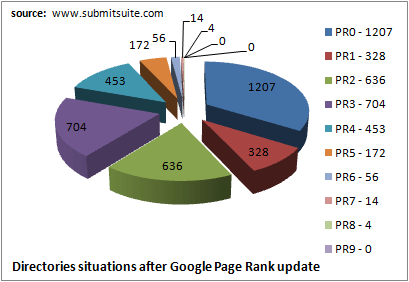 source: www.submitsuite.com
14
4
0
0
56
172
453
704
636
328
1207
PR0 - 1207
PR1 - 328
PR2 - 636
PR3 - 704
PR4 - 453
PR5 - 172
PR6 - 56
PR7 - 14
PR8 - 4
PR9 - 0
Directories situations after Google Page Rank update